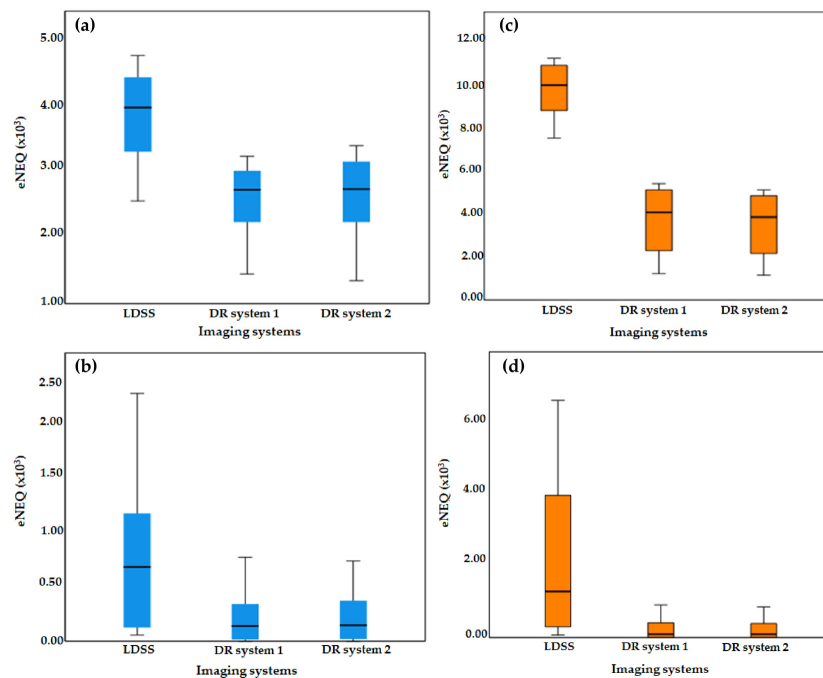 (a)
5.00
4.00
3.00
2.00
1.00
eNEQ (x10³)
LDSS DR system 1 DR system 2
Imaging systems
(c)
12.00
10.00
8.00
6.00
4.00
2.00
0.00
eNEQ (x10³)
LDSS DR system 1 DR system 2
Imaging systems
(b)
2.50
2.00
1.50
1.00
0.50
0.00
eNEQ (x10³)
LDSS DR system 1 DR system 2
Imaging systems
(d)
6.00
4.00
2.00
0.00
eNEQ (x10³)
LDSS DR system 1 DR system 2
Imaging systems